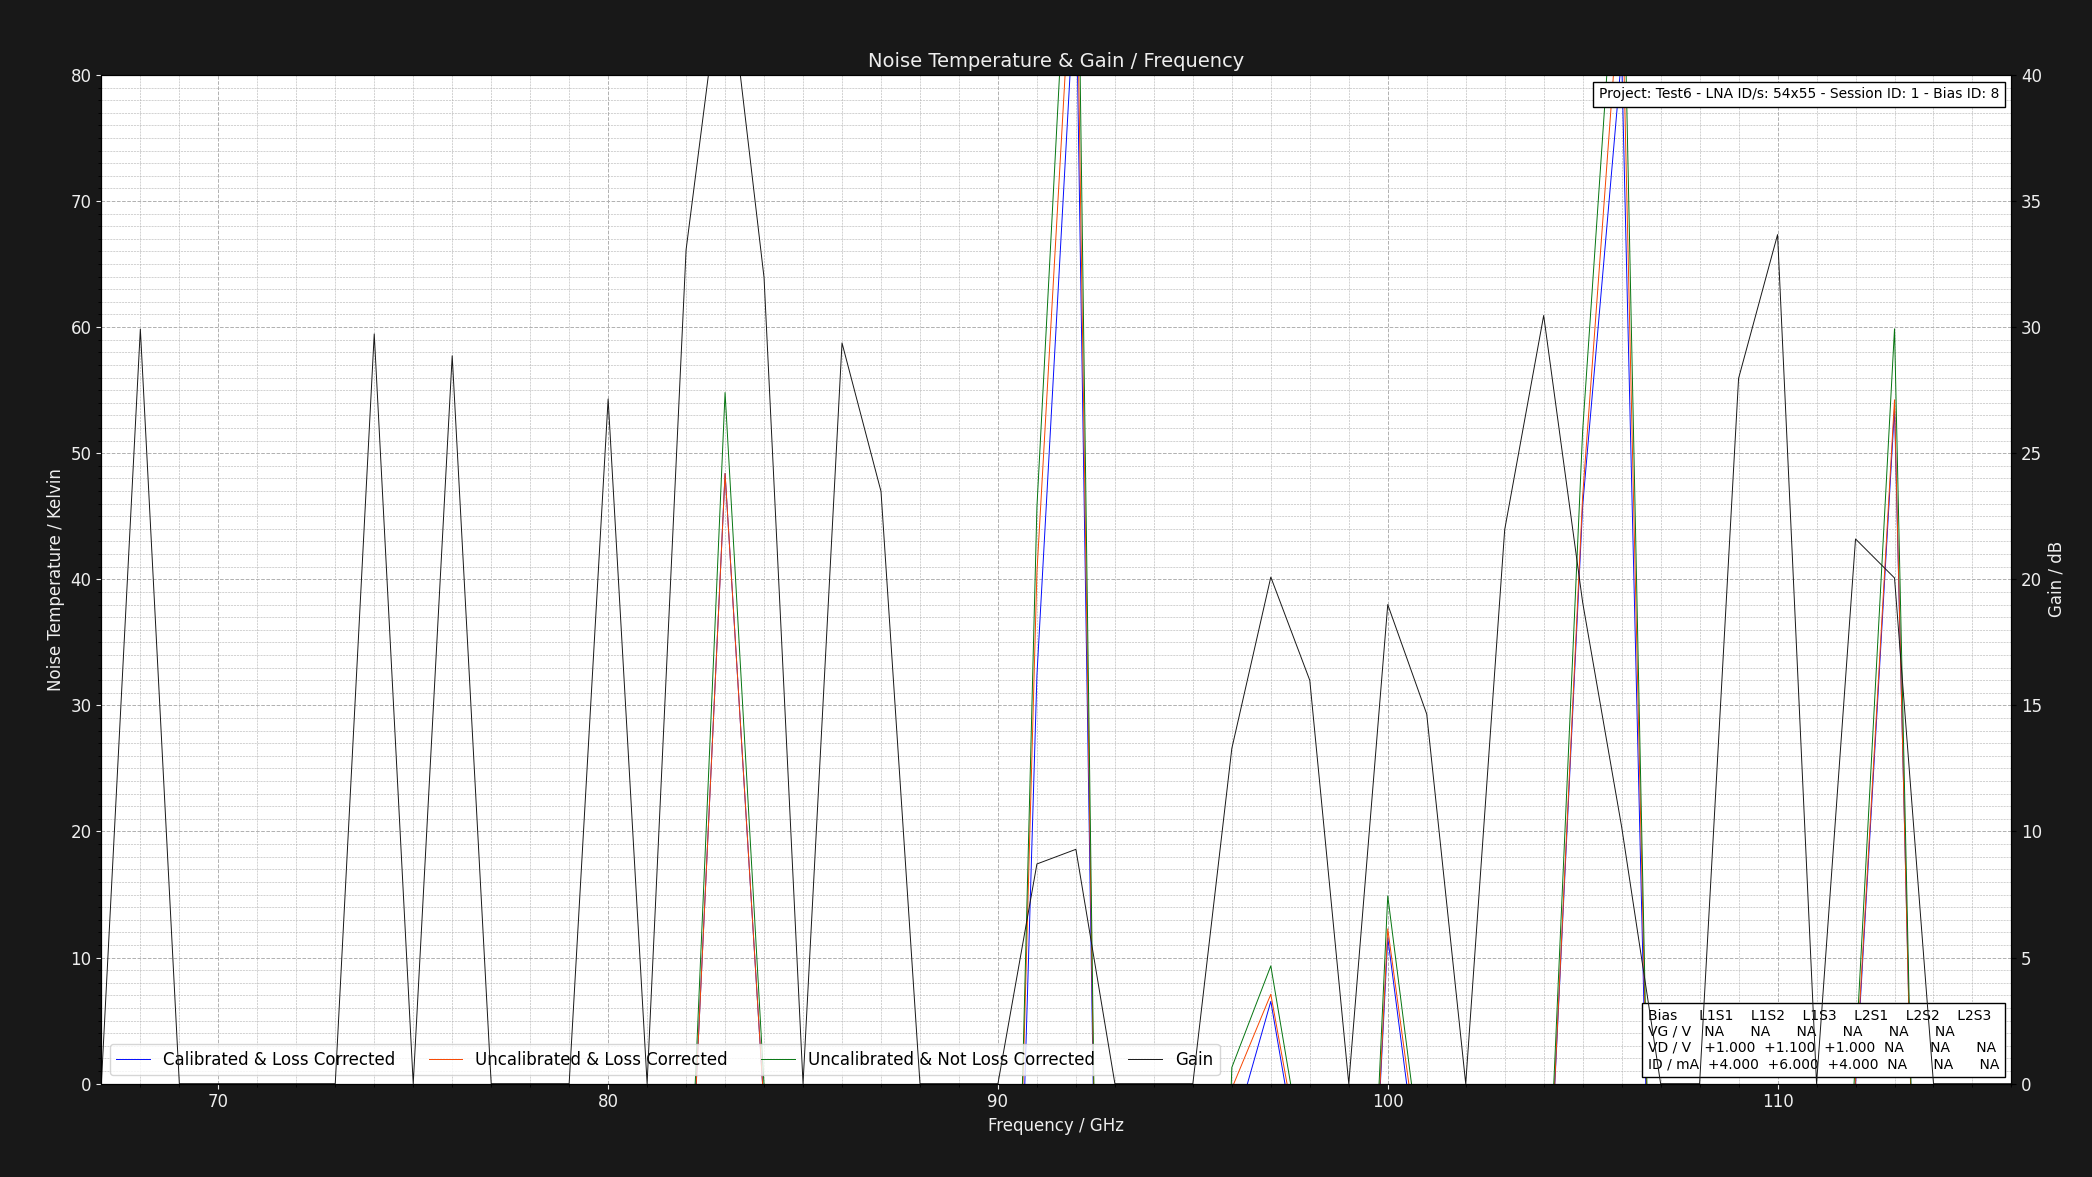 Noise Temperature & Gain / Frequency
Project: Test6 - LNA ID/s: 54x55 - Session ID: 1 - Bias ID: 8
80
70
60
50
40
30
20
10
0
Noise Temperature / Kelvin
40
35
30
25
20
15
10
5
0
Gain / dB
Bias L1S1 L1S2 L1S3 L2S1 L2S2 L2S3
VG / V NA NA NA NA NA NA
VD / V +1.000 +1.100 +1.000 NA NA NA
ID / mA +4.000 +6.000 +4.000 NA NA NA
Calibrated & Loss Corrected Uncalibrated & Loss Corrected Uncalibrated & Not Loss Corrected Gain
70 80 90 100 110
Frequency / GHz